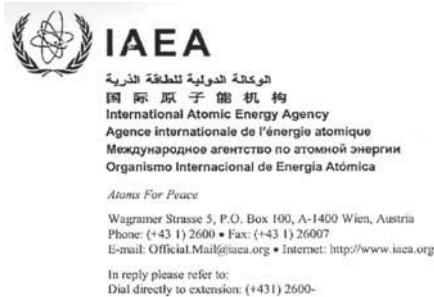 IAEA
الوكالة الدولية للطاقة الذرية
国际原子能机构
International Atomic Energy Agency
Agence internationale de l'énergie atomique
Международное агентство по атомной энергии
Organismo Internacional de Energía Atómica
Atoms For Peace
Wagramer Strasse 5, P.O. Box 100, A-1400 Wien, Austria
Phone: (+43 1) 2600 • Fax: (+43 1) 26007
E-mail: Official.Mail@iaea.org • Internet: http://www.iaea.org
In reply please refer to:
Dial directly to extension: (+431) 2600-